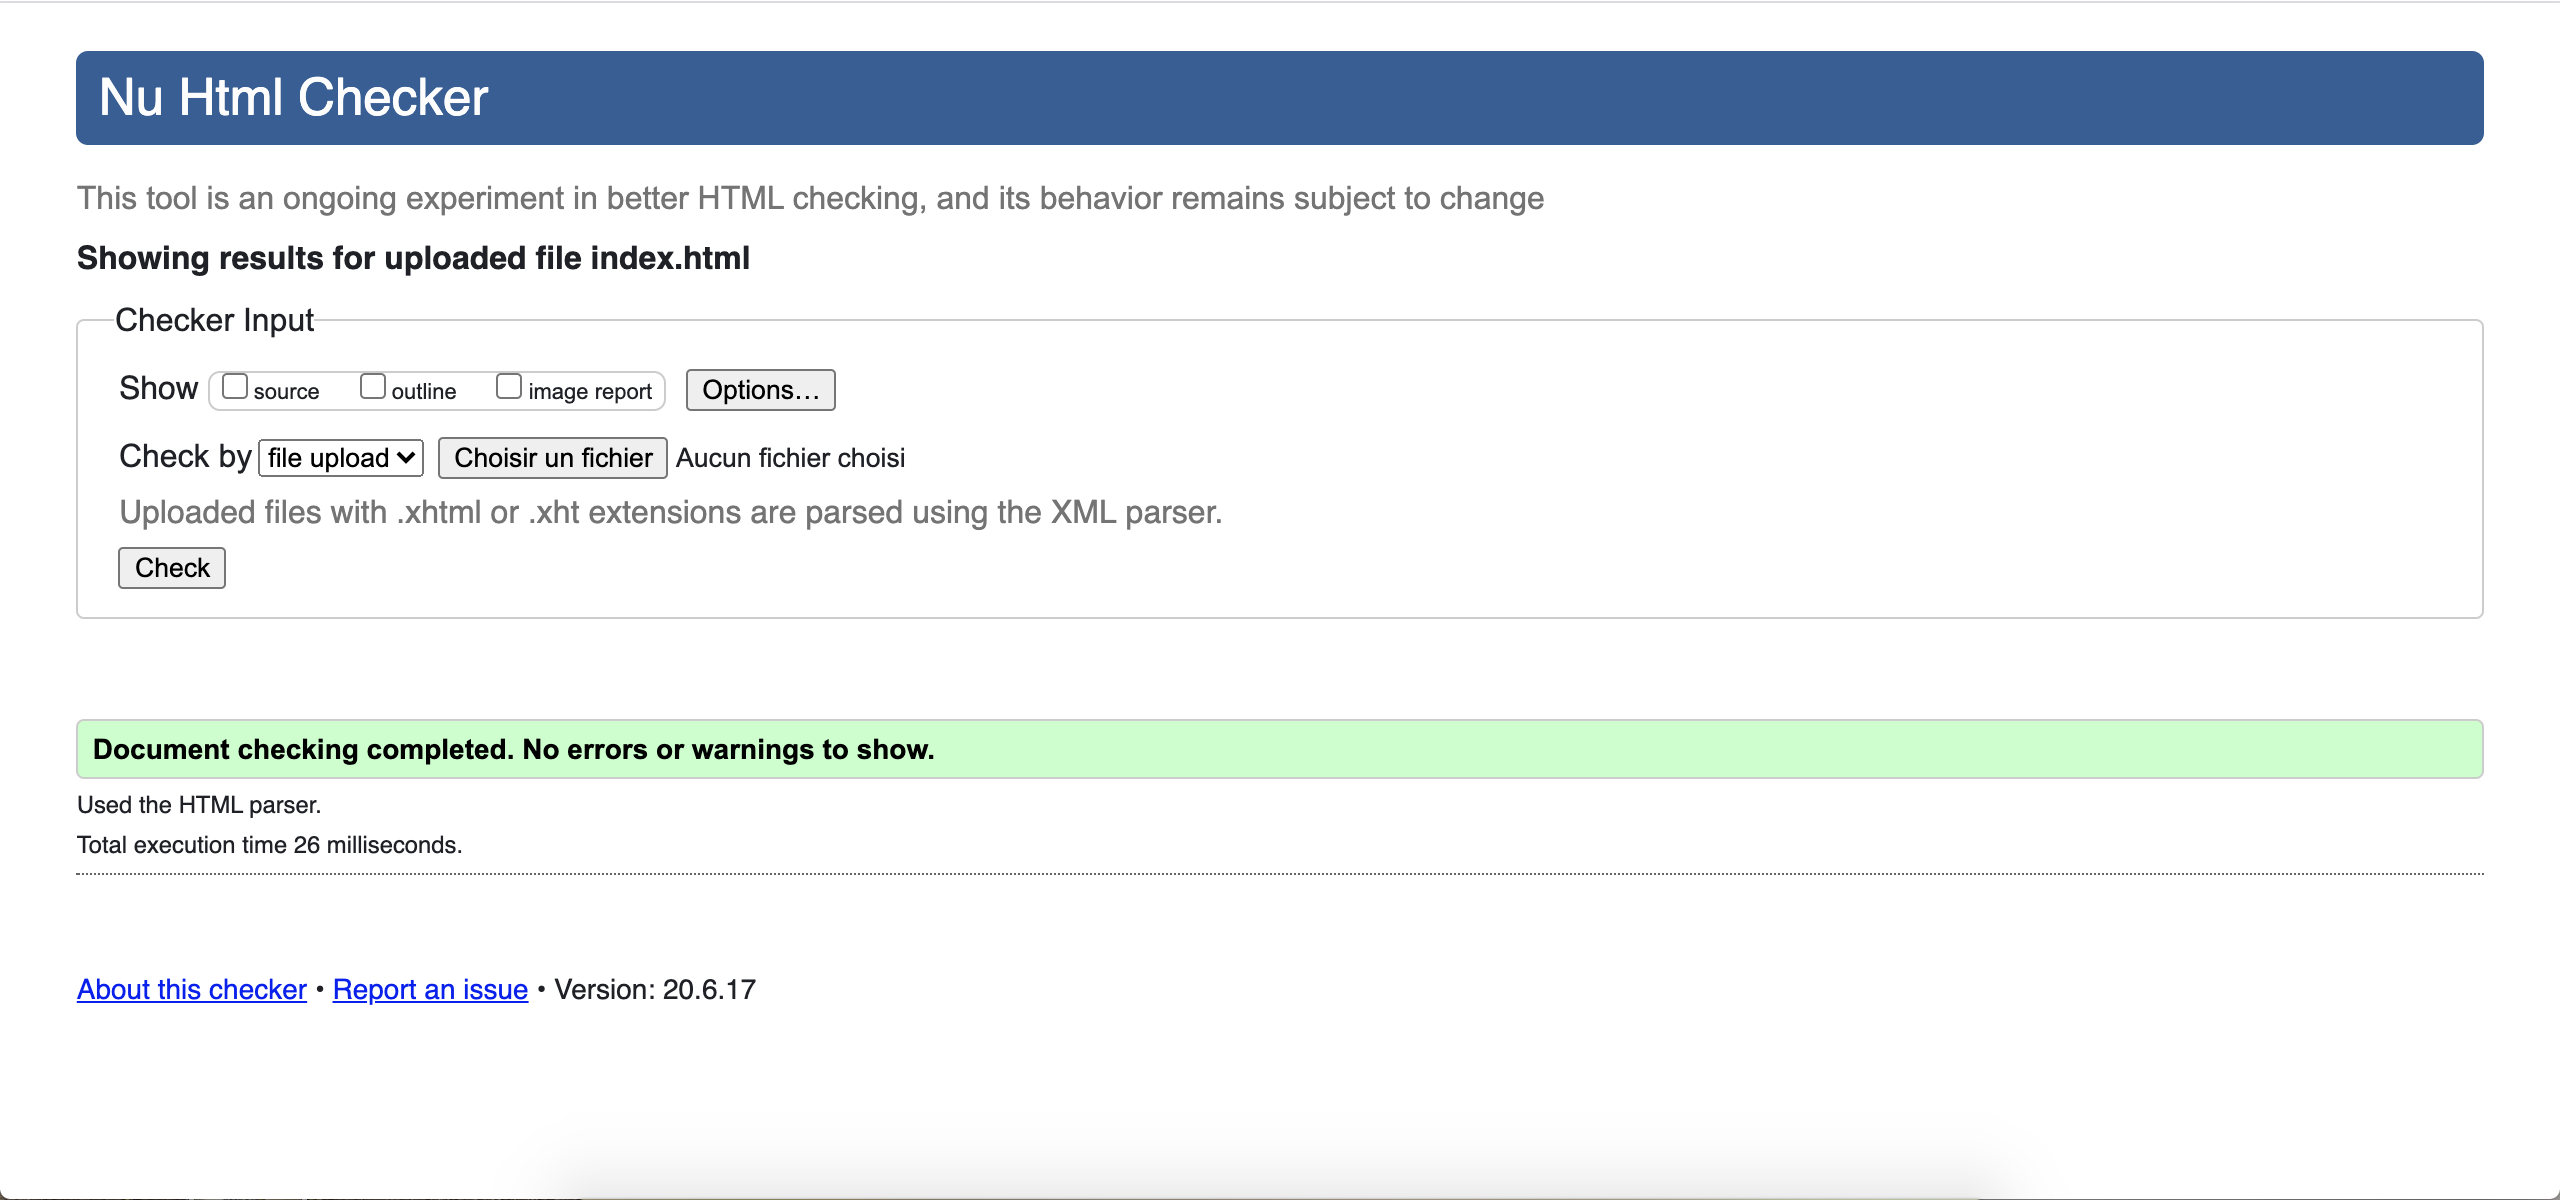 Nu Html Checker
This tool is an ongoing experiment in better HTML checking, and its behavior remains subject to change
Showing results for uploaded file index.html
Checker Input
Show source outline image report Options...
Check by file upload Choisir un fichier Aucun fichier choisi
Uploaded files with .xhtml or .xht extensions are parsed using the XML parser.
Check
Document checking completed. No errors or warnings to show.
Used the HTML parser.
Total execution time 26 milliseconds.
About this checker • Report an issue • Version: 20.6.17